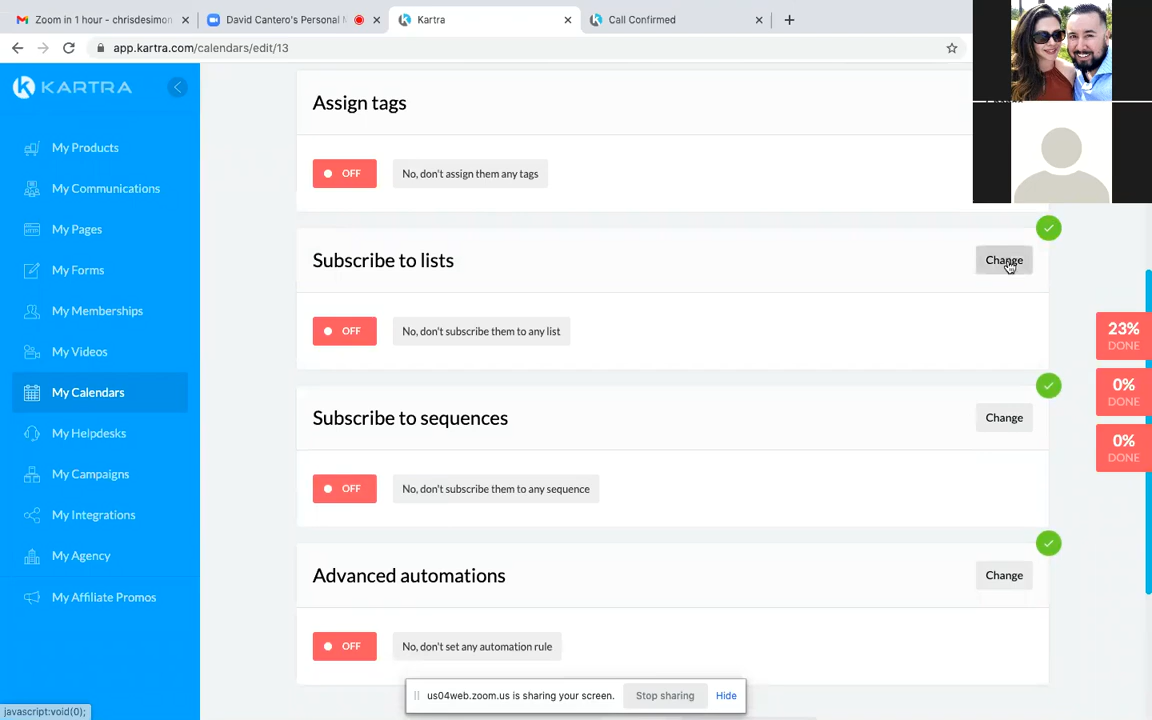 Zoom in 1 hour - chrisdesimon
David Cantero's Personal M
Kartra
Call Confirmed
app.kartra.com/calendars/edit/13
KARTRA
My Products
My Communications
My Pages
My Forms
My Memberships
My Videos
My Calendars
My Helpdesks
My Campaigns
My Integrations
My Agency
My Affiliate Promos
Assign tags
OFF
No, don't assign them any tags
Subscribe to lists
Change
OFF
No, don't subscribe them to any list
Subscribe to sequences
Change
OFF
No, don't subscribe them to any sequence
Advanced automations
Change
OFF
No, don't set any automation rule
23%
DONE
0%
DONE
0%
DONE
us04web.zoom.us is sharing your screen.
Stop sharing
Hide
javascript:void(0);